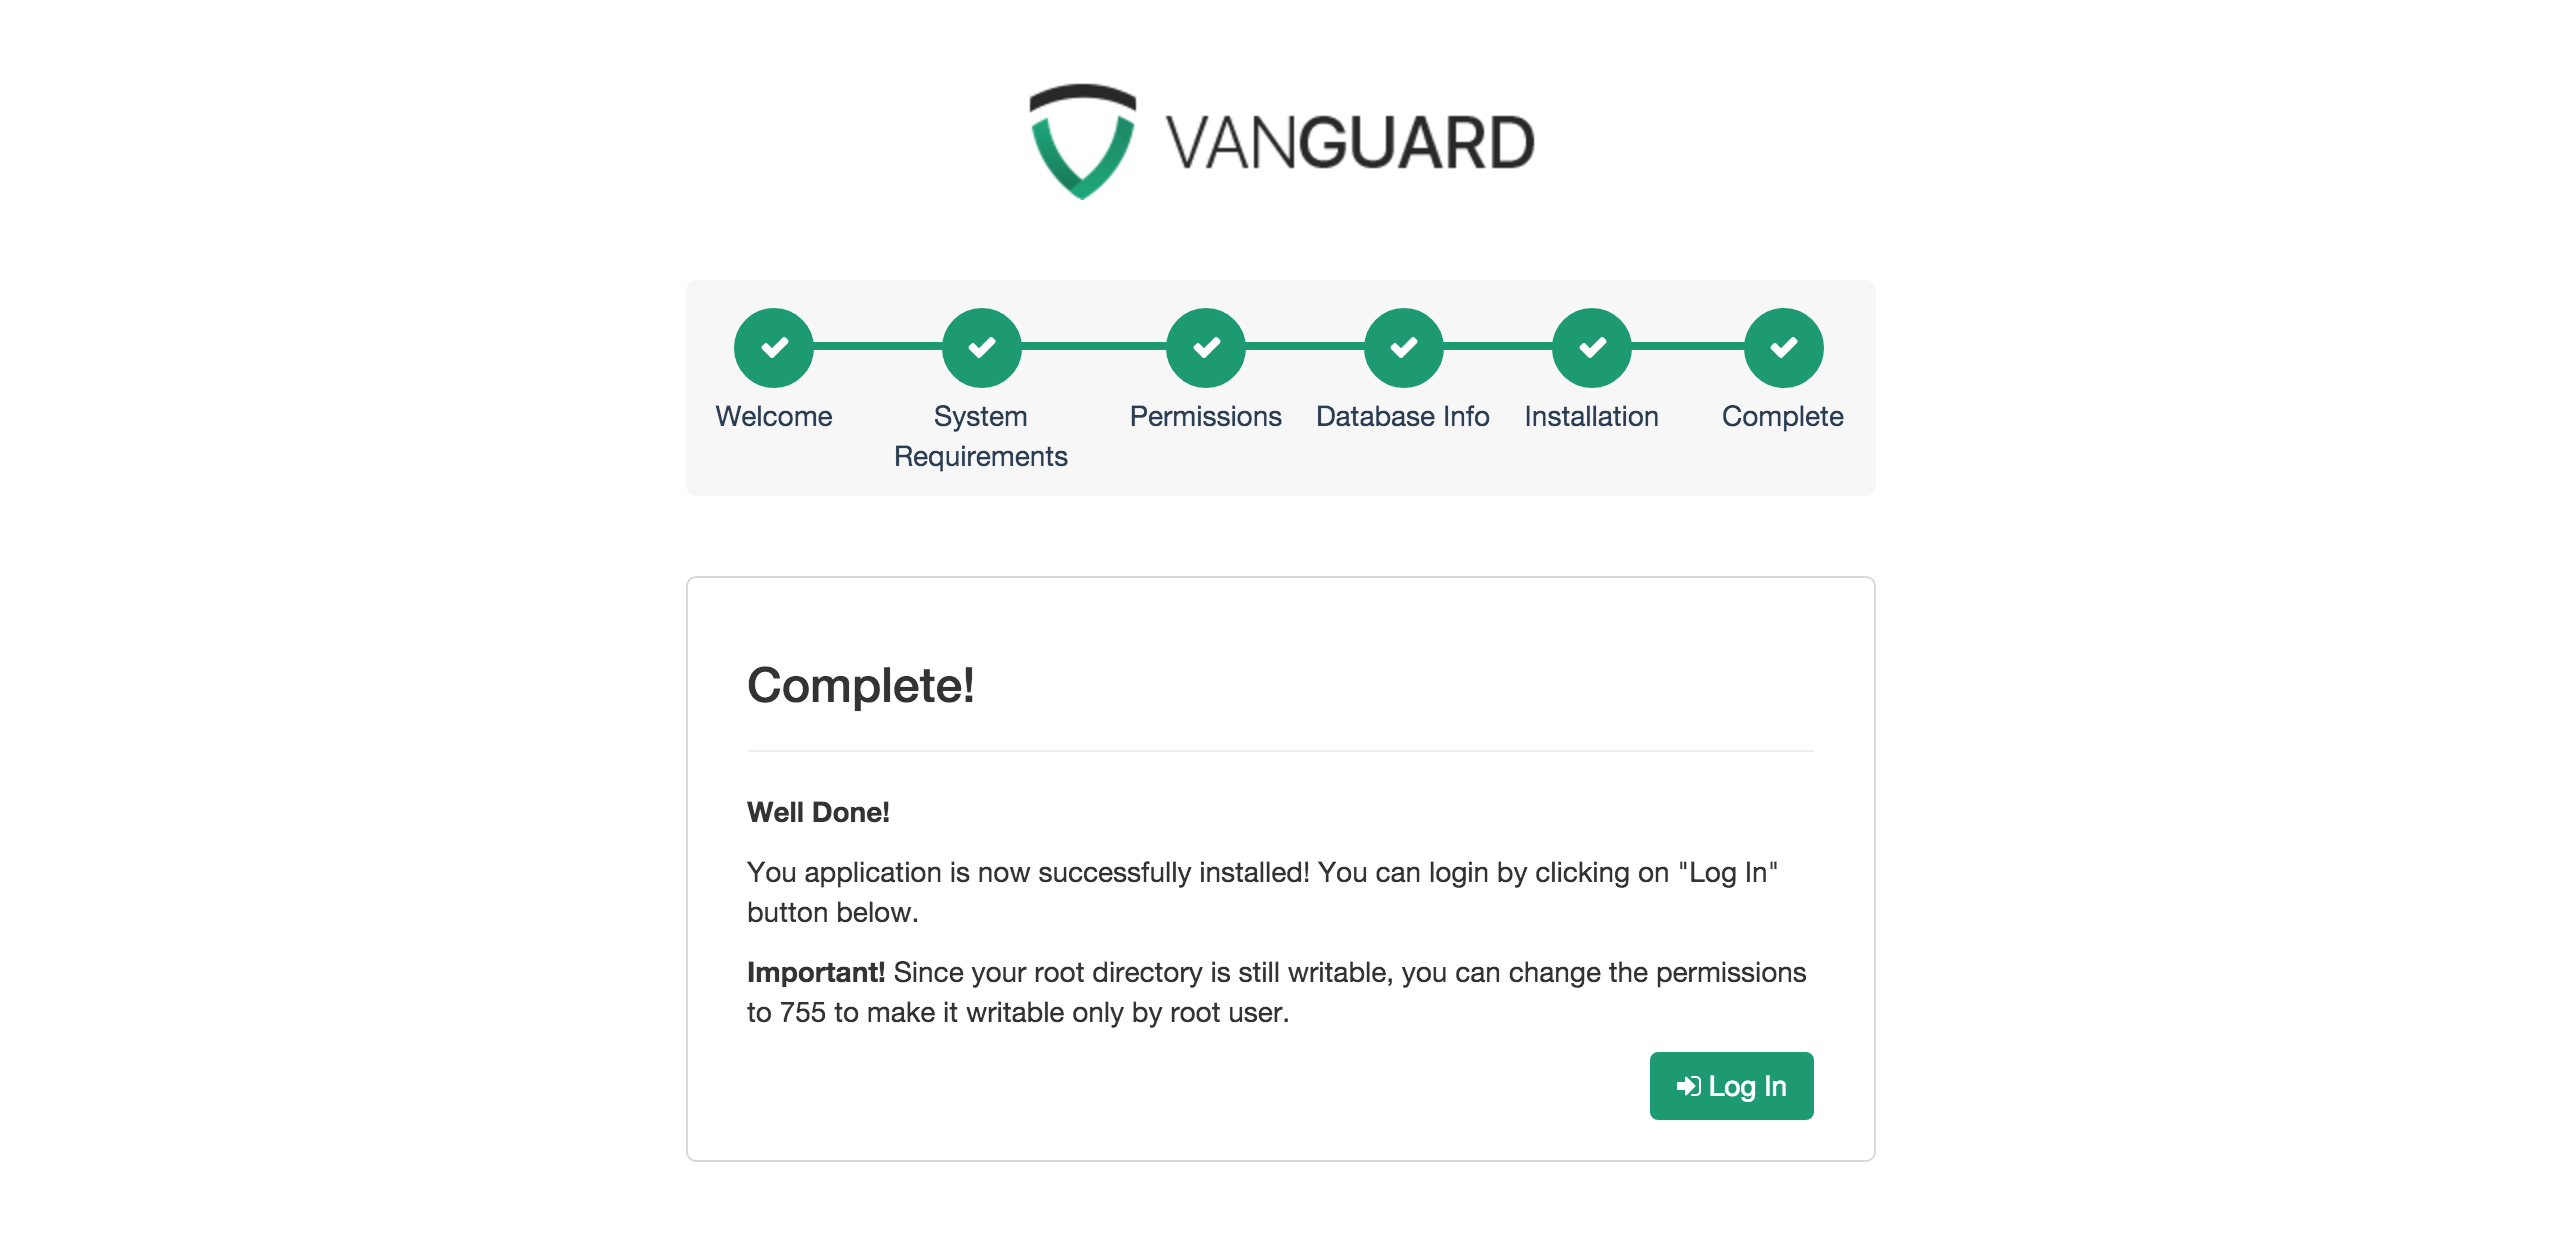 VANGUARD
Welcome
System
Requirements
Permissions
Database Info
Installation
Complete
Complete!
Well Done!
You application is now successfully installed! You can login by clicking on "Log In"
button below.
Important! Since your root directory is still writable, you can change the permissions
to 755 to make it writable only by root user.
Log In